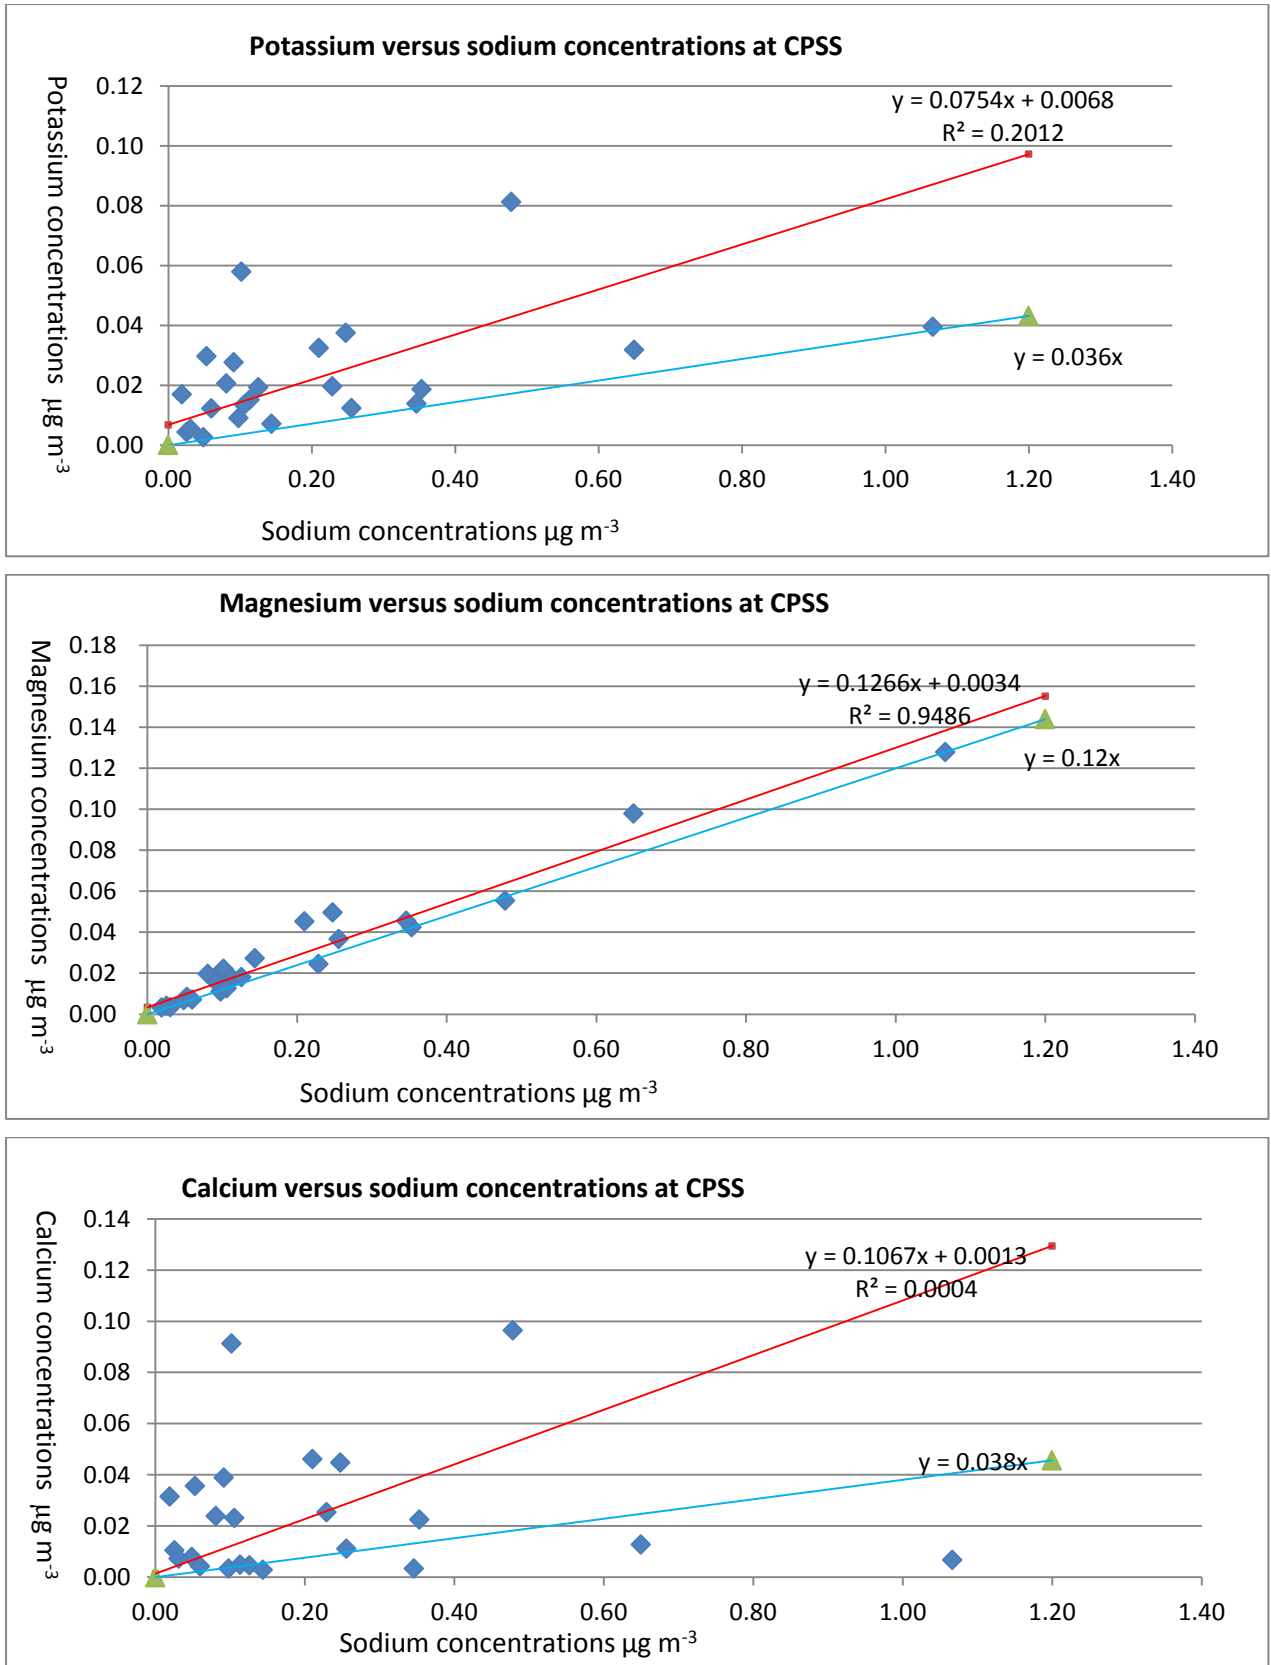 Potassium versus sodium concentrations at CPSS
Potassium concentrations µg m-3
0.12
0.10
0.08
0.06
0.04
0.02
0.00
y = 0.0754x + 0.0068
R² = 0.2012
y = 0.036x
0.00 0.20 0.40 0.60 0.80 1.00 1.20 1.40
Sodium concentrations µg m-3
Magnesium versus sodium concentrations at CPSS
Magnesium concentrations µg m-3
0.18
0.16
0.14
0.12
0.10
0.08
0.06
0.04
0.02
0.00
y = 0.1266x + 0.0034
R² = 0.9486
y = 0.12x
0.00 0.20 0.40 0.60 0.80 1.00 1.20 1.40
Sodium concentrations µg m-3
Calcium versus sodium concentrations at CPSS
Calcium concentrations µg m-3
0.14
0.12
0.10
0.08
0.06
0.04
0.02
0.00
y = 0.1067x + 0.0013
R² = 0.0004
y = 0.038x
0.00 0.20 0.40 0.60 0.80 1.00 1.20 1.40
Sodium concentrations µg m-3